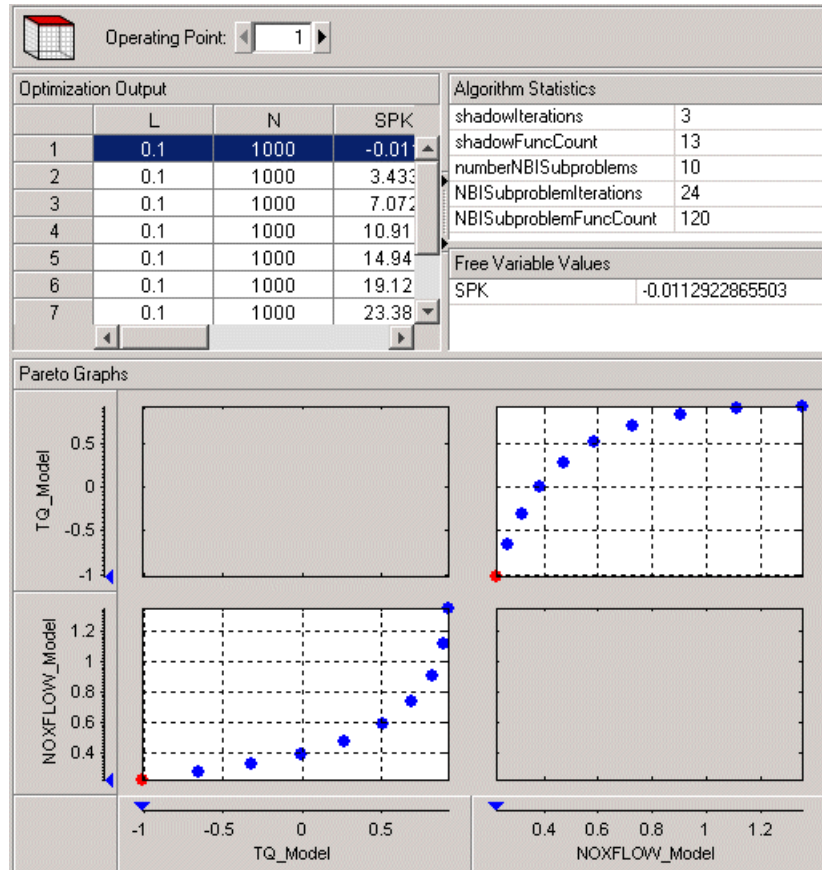 Operating Point: 1
Optimization Output
L N SPK
1 0.1 1000 -0.011
2 0.1 1000 3.433
3 0.1 1000 7.072
4 0.1 1000 10.91
5 0.1 1000 14.94
6 0.1 1000 19.12
7 0.1 1000 23.38
Algorithm Statistics
shadowIterations 3
shadowFuncCount 13
numberNBISubproblems 10
NBISubproblemIterations 24
NBISubproblemFuncCount 120
Free Variable Values
SPK -0.0112922865503
Pareto Graphs
TQ_Model
0.5
0
-0.5
-1
NOXFLOW_Model
1.2
1
0.8
0.6
0.4
-1 -0.5 0 0.5
TQ_Model
0.4 0.6 0.8 1 1.2
NOXFLOW_Model